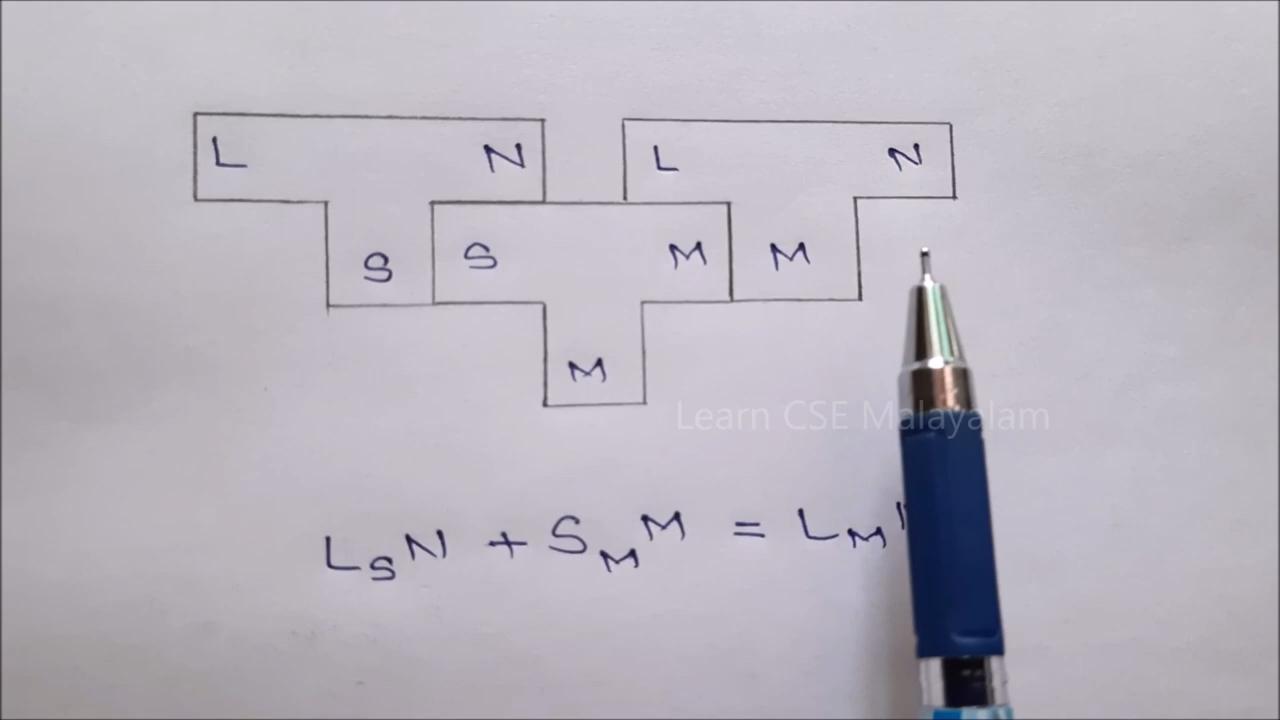 L N L N
S S M M
M
Learn CSE Malayalam
LSN + SMM = LM